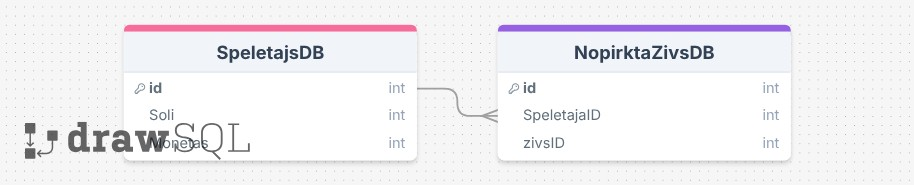 SpeletajsDB
id int
Soli int
Monetas int
drawSQL
NopirktaZivsDB
id int
SpeletajaID int
zivsID int